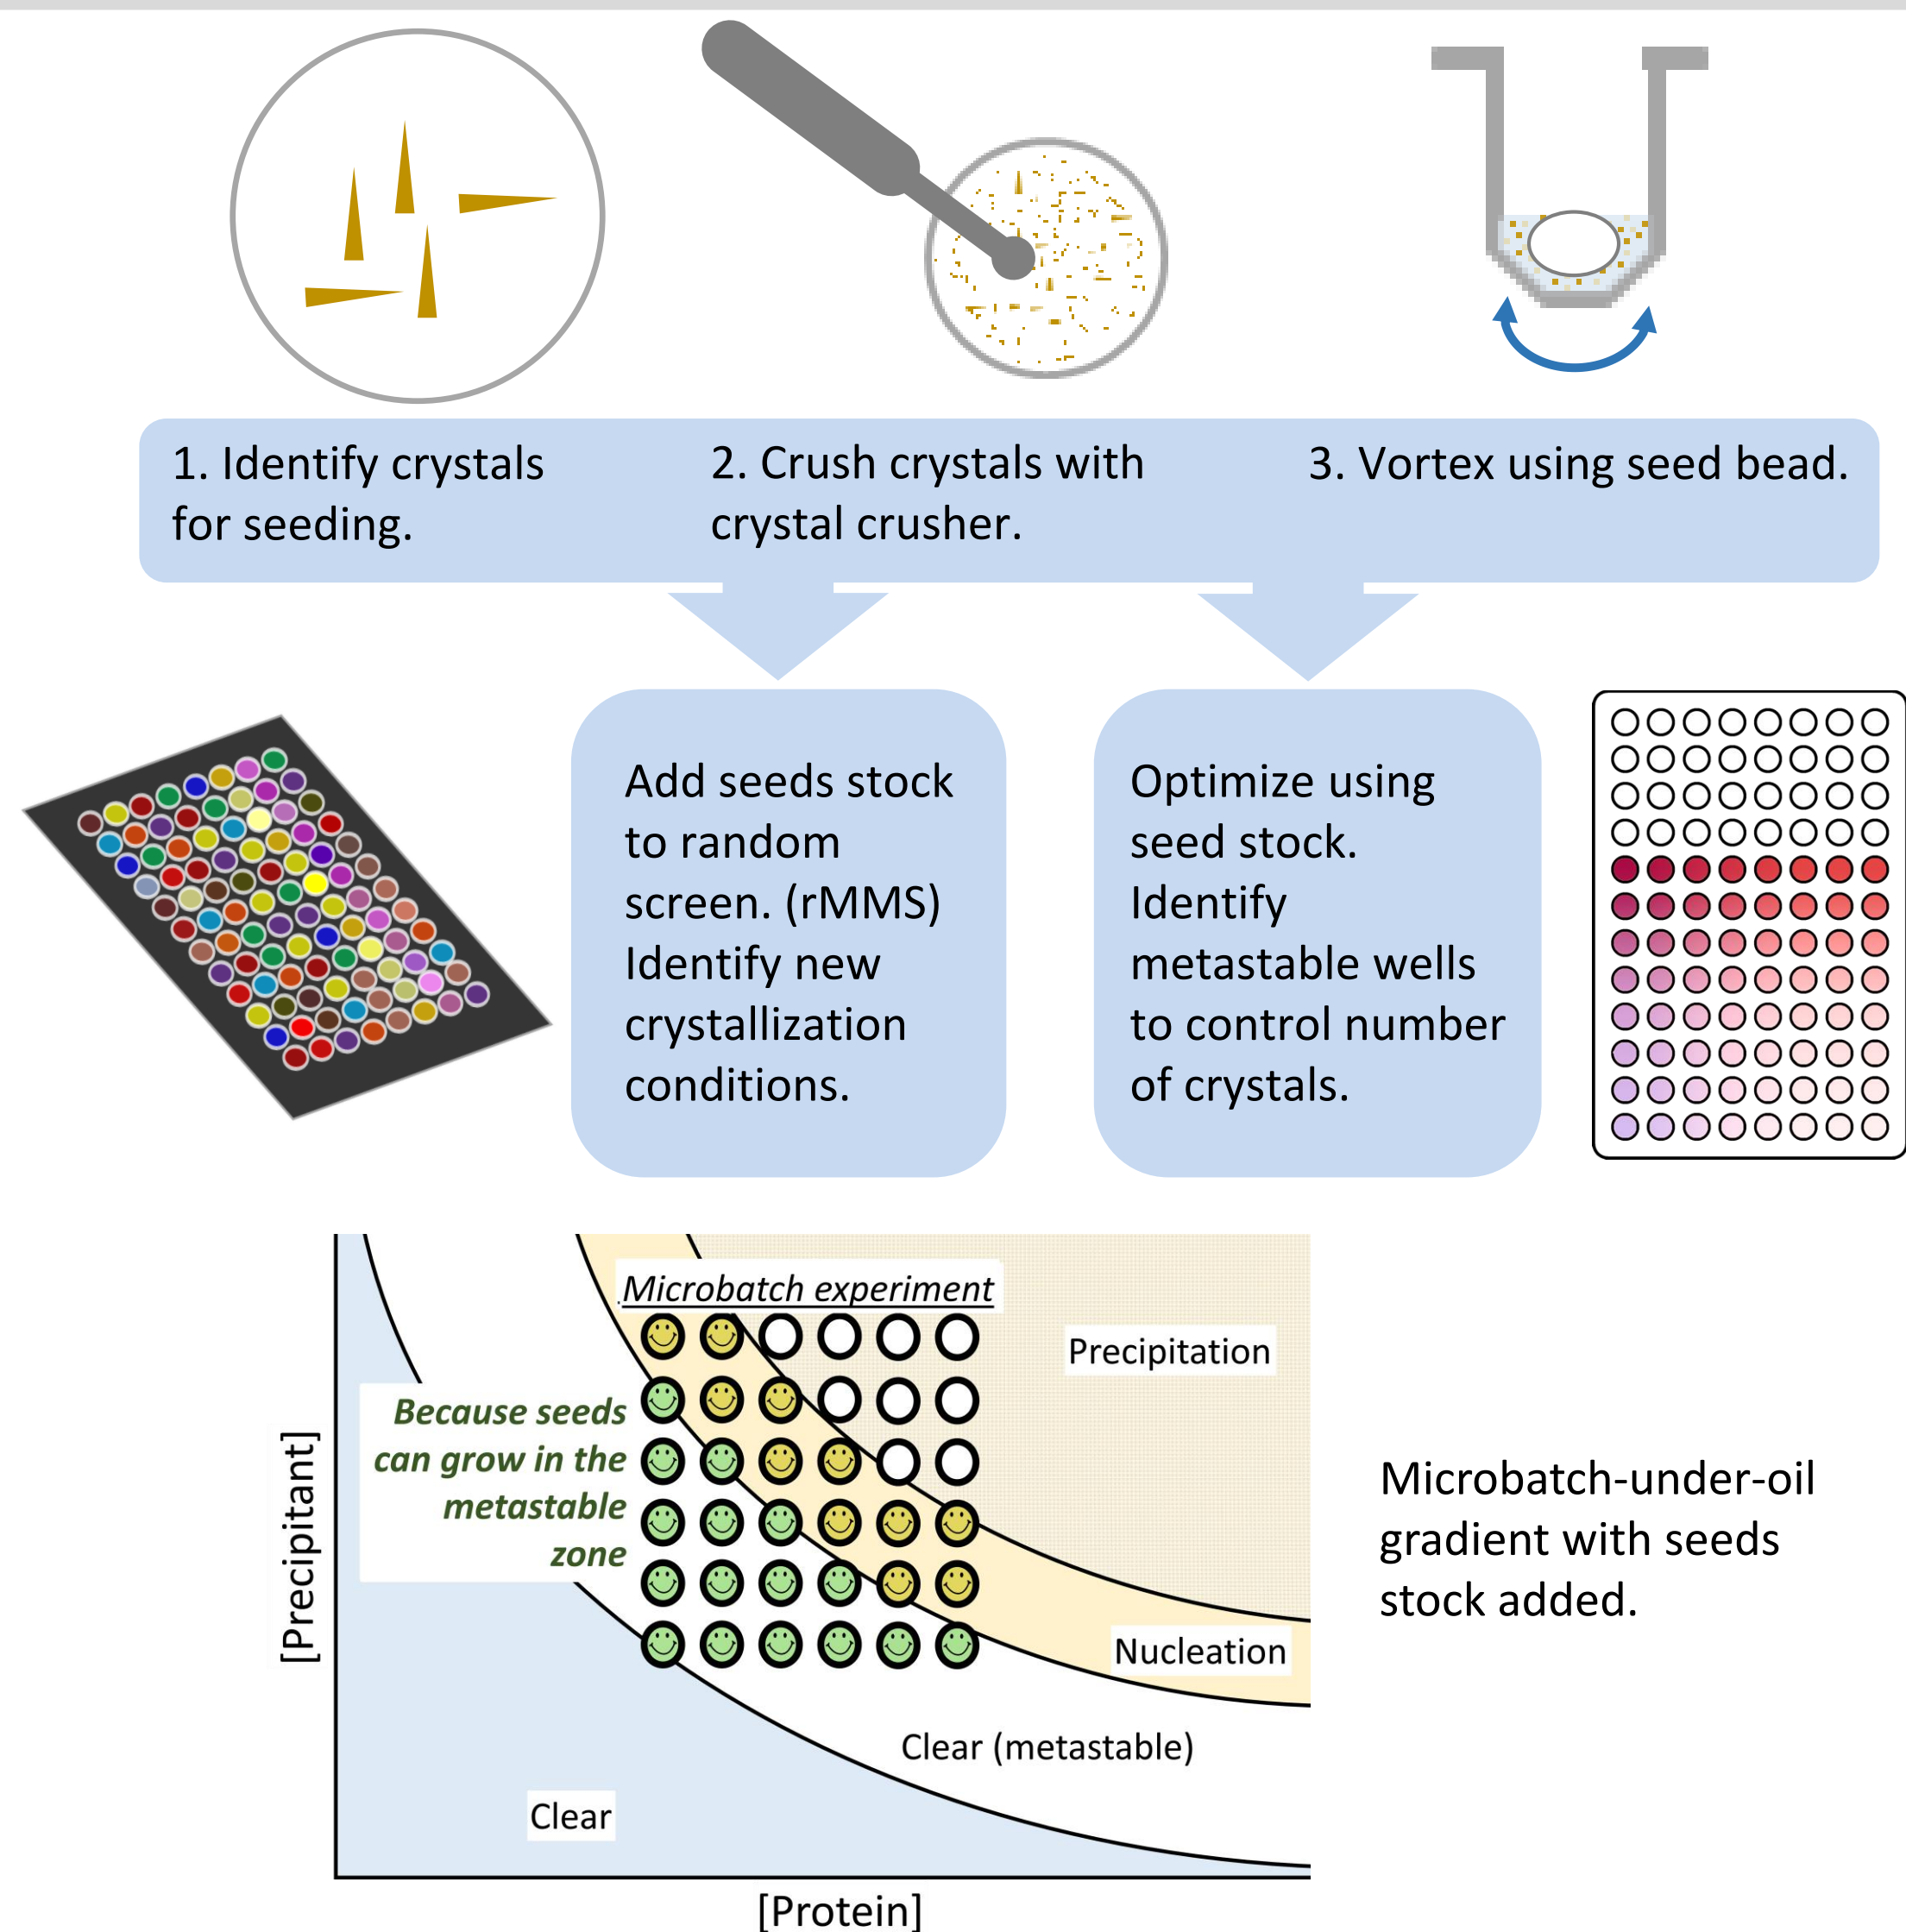 1. Identify crystals
for seeding.
2. Crush crystals with
crystal crusher.
3. Vortex using seed bead.
Add seeds stock
to random
screen. (rMMS)
Identify new
crystallization
conditions.
Optimize using
seed stock.
Identify
metastable wells
to control number
of crystals.
Microbatch experiment
Precipitation
Because seeds
can grow in the
metastable
zone
[Precipitant]
Nucleation
Clear (metastable)
Clear
[Protein]
Microbatch-under-oil
gradient with seeds
stock added.